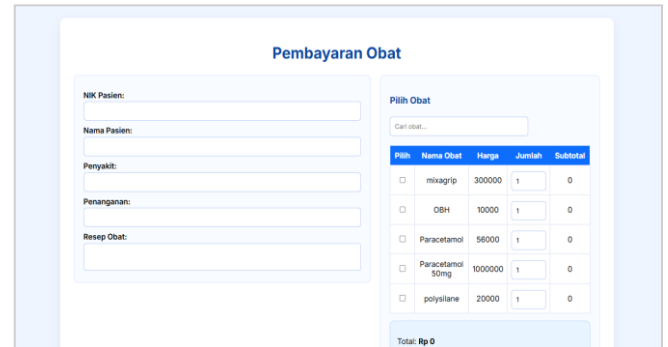 Pembayaran Obat
NIK Pasien:
Nama Pasien:
Penyakit:
Penanganan:
Resep Obat:
Pilih Obat
Cari obat...
Pilih Nama Obat Harga Jumlah Subtotal
mixagrip 300000 1 0
OBH 10000 1 0
Paracetamol 56000 1 0
Paracetamol 50mg 1000000 1 0
polysilane 20000 1 0
Total: Rp 0